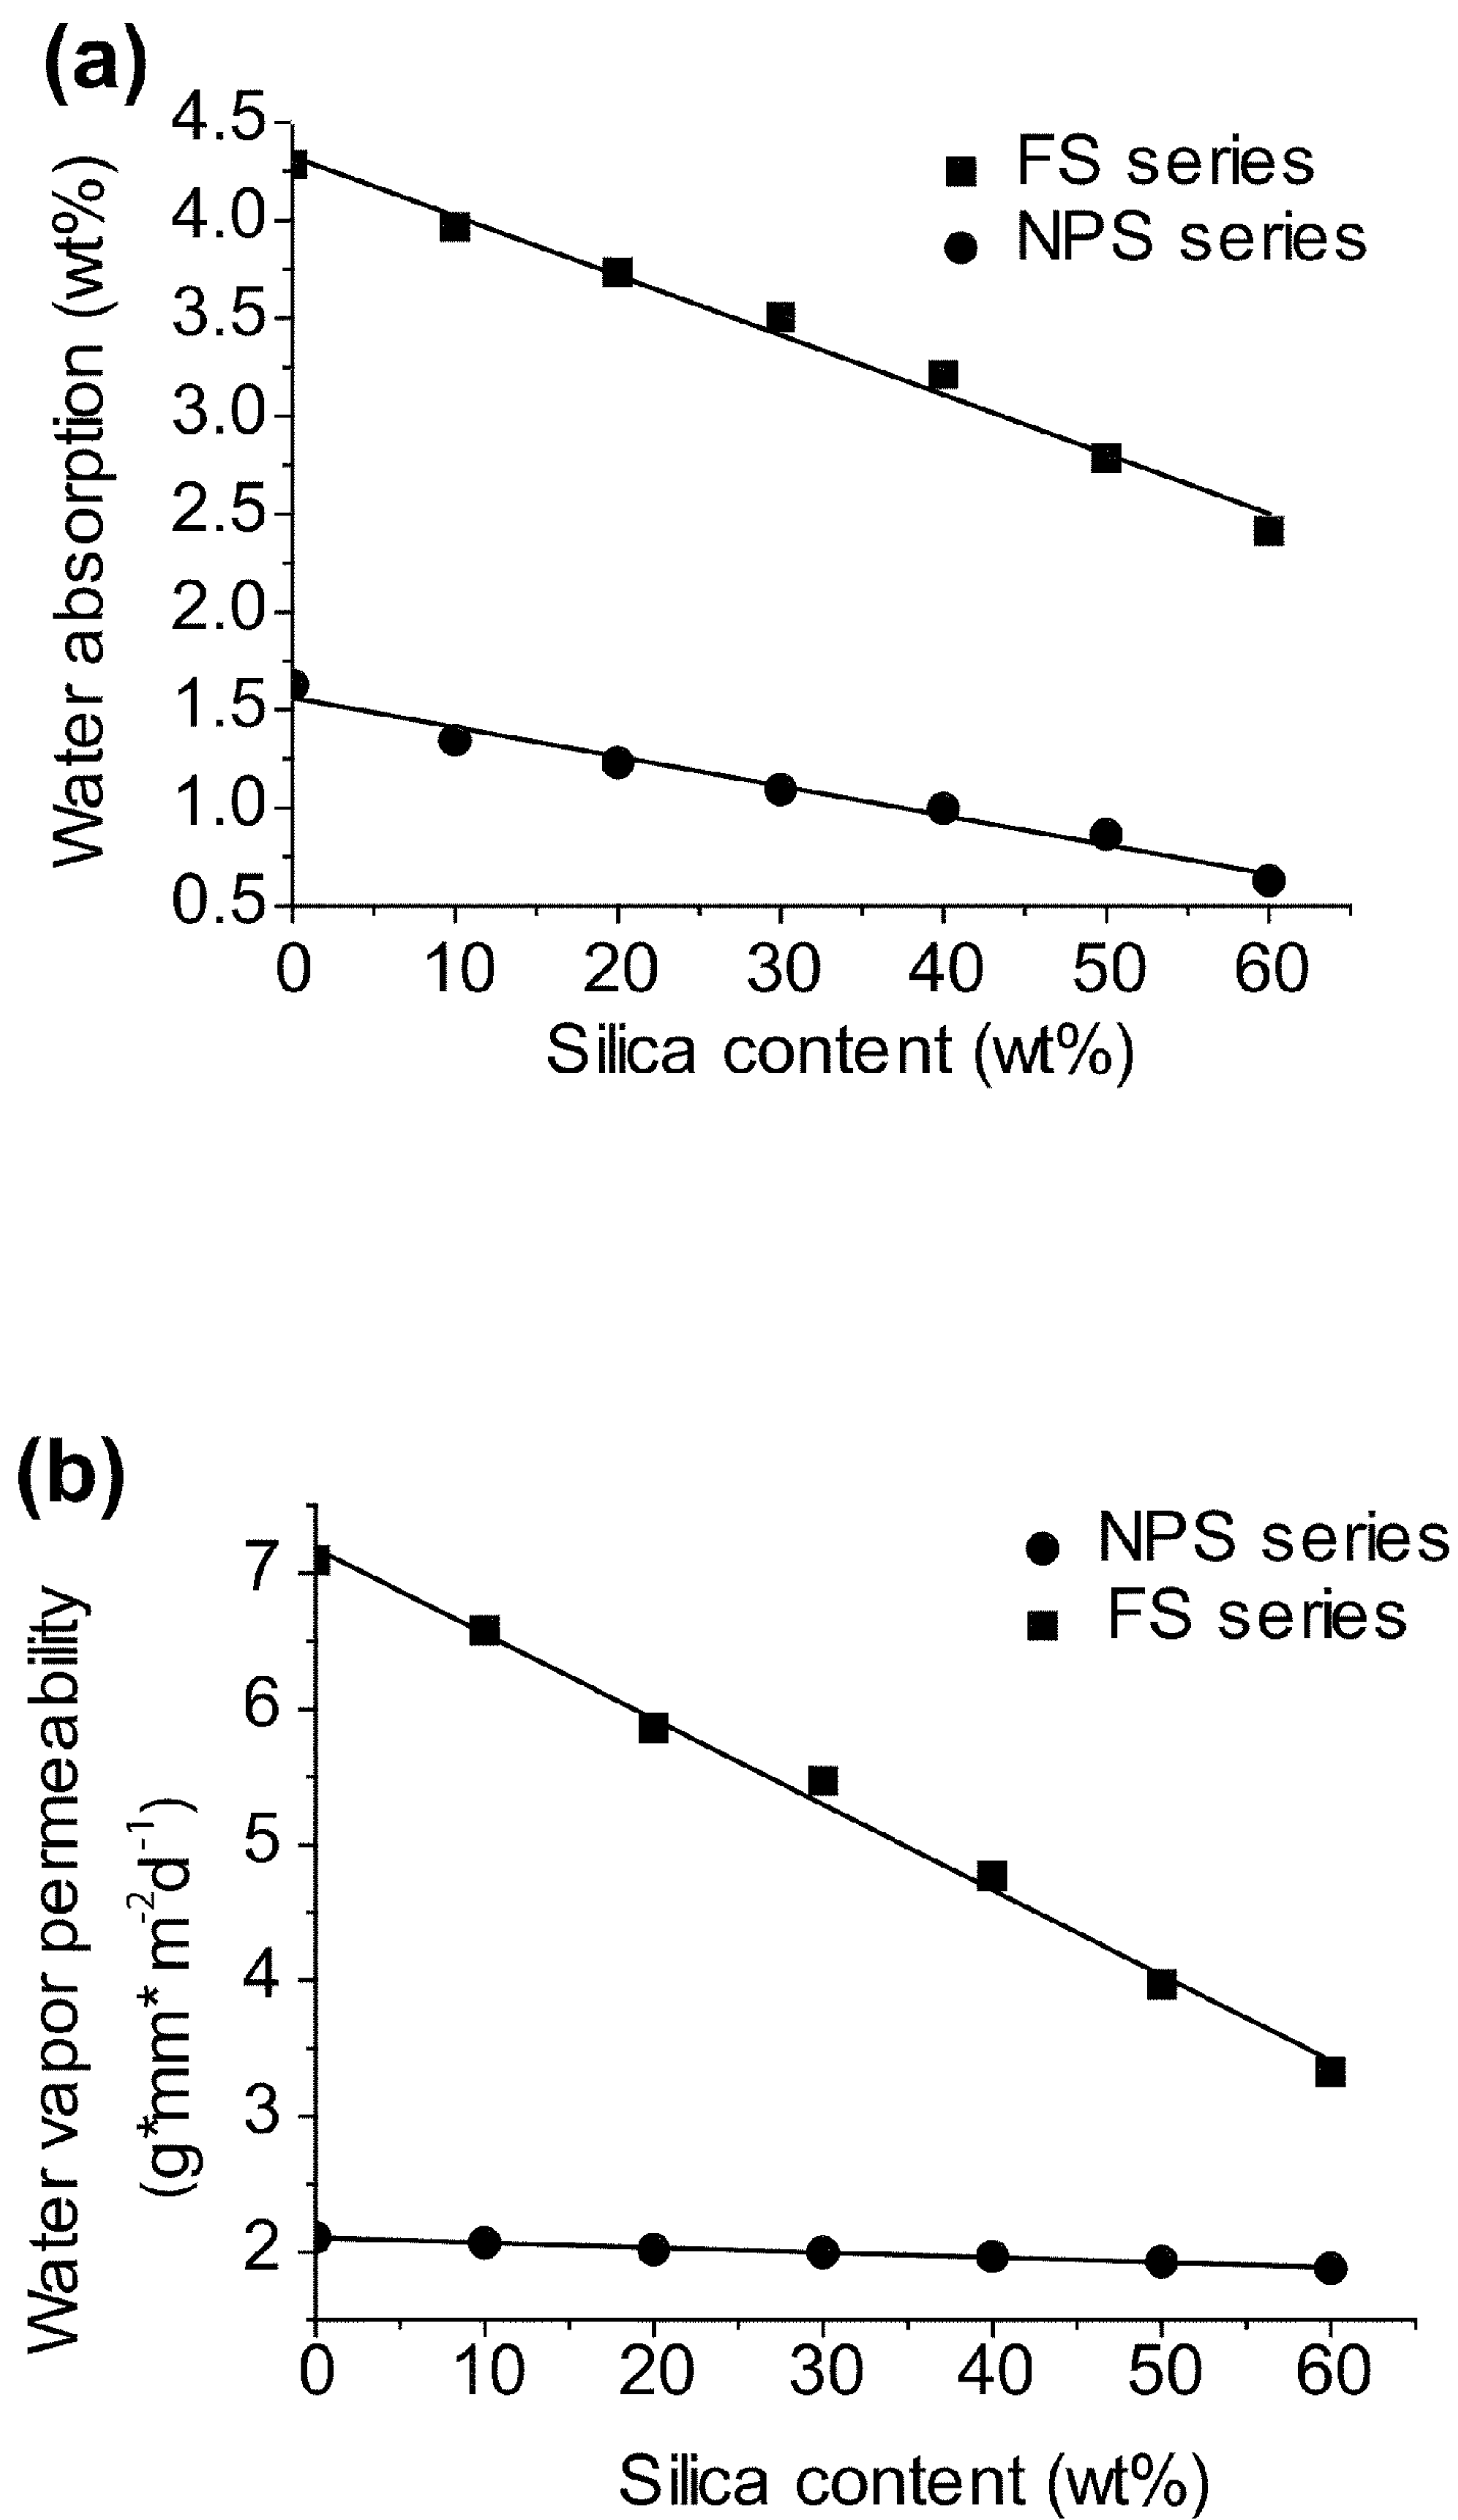 (a)
Water absorption (wt%)
4.5
4.0
3.5
3.0
2.5
2.0
1.5
1.0
0.5
FS series
NPS series
0 10 20 30 40 50 60
Silica content (wt%)
(b)
Water vapor permeability
(g*mm*m⁻²d⁻¹)
7
6
5
4
3
2
NPS series
FS series
0 10 20 30 40 50 60
Silica content (wt%)